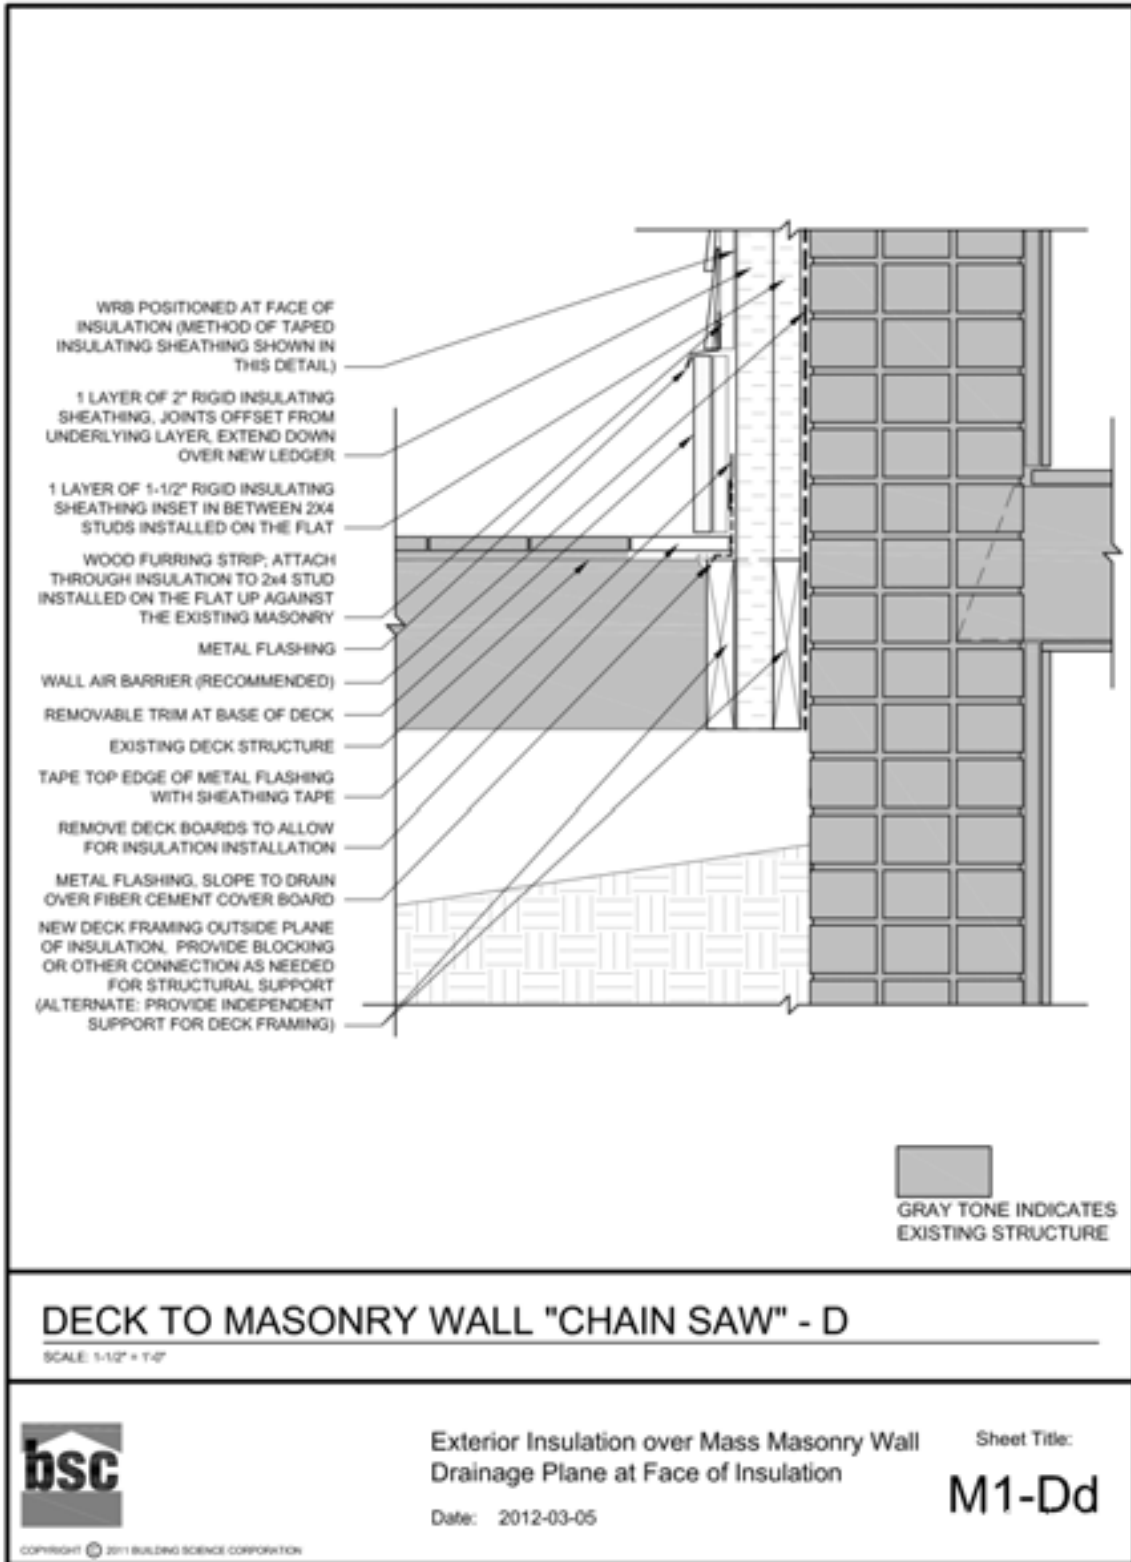 WRB POSITIONED AT FACE OF
INSULATION (METHOD OF TAPED
INSULATING SHEATHING SHOWN IN
THIS DETAIL)
1 LAYER OF 2" RIGID INSULATING
SHEATHING, JOINTS OFFSET FROM
UNDERLYING LAYER, EXTEND DOWN
OVER NEW LEDGER
1 LAYER OF 1-1/2" RIGID INSULATING
SHEATHING INSET IN BETWEEN 2X4
STUDS INSTALLED ON THE FLAT
WOOD FURRING STRIP; ATTACH
THROUGH INSULATION TO 2x4 STUD
INSTALLED ON THE FLAT UP AGAINST
THE EXISTING MASONRY
METAL FLASHING
WALL AIR BARRIER (RECOMMENDED)
REMOVABLE TRIM AT BASE OF DECK
EXISTING DECK STRUCTURE
TAPE TOP EDGE OF METAL FLASHING
WITH SHEATHING TAPE
REMOVE DECK BOARDS TO ALLOW
FOR INSULATION INSTALLATION
METAL FLASHING, SLOPE TO DRAIN
OVER FIBER CEMENT COVER BOARD
NEW DECK FRAMING OUTSIDE PLANE
OF INSULATION, PROVIDE BLOCKING
OR OTHER CONNECTION AS NEEDED
FOR STRUCTURAL SUPPORT
(ALTERNATE: PROVIDE INDEPENDENT
SUPPORT FOR DECK FRAMING)
GRAY TONE INDICATES
EXISTING STRUCTURE
DECK TO MASONRY WALL "CHAIN SAW" - D
SCALE: 1-1/2" = 1'-0"
bsc
Exterior Insulation over Mass Masonry Wall
Drainage Plane at Face of Insulation
Date: 2012-03-05
Sheet Title:
M1-Dd
COPYRIGHT © 2011 BUILDING SCIENCE CORPORATION